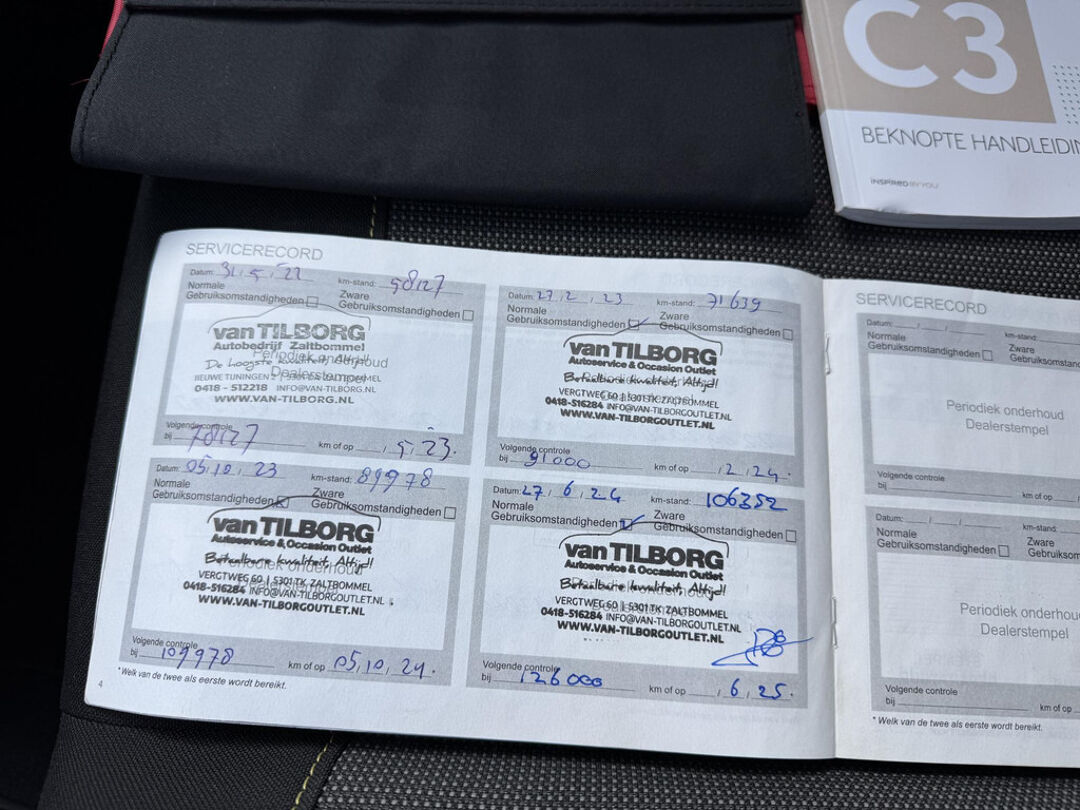 C3
BEKNOPTE HANDLEIDIN
INSPIRED BY YOU
SERVICERECORD
Datum: 31, 5, 22 km-stand: 58127
Normale Zware
Gebruiksomstandigheden Gebruiksomstandigheden
van TILBORG
Autobedrijf Zaltbommel
De hoogste kwaliteit, Altijd!
Periodiek onderhoud
Dealerstempel
0418 - 512218 INFO@VAN-TILBORG.NL
WWW.VAN-TILBORG.NL
Volgende controle
bij 78127 km of op , 5, 23.
Datum: 27, 2, 23 km-stand: 71639
Normale Zware
Gebruiksomstandigheden Gebruiksomstandigheden
van TILBORG
Autoservice & Occasion Outlet
Betaalbare kwaliteit, Altijd!
VERGTWEG 60 | 5301 TK ZALTBOMMEL
0418-516284 INFO@VAN-TILBORGOUTLET.NL
WWW.VAN-TILBORGOUTLET.NL
Volgende controle
bij 91000 km of op , 2, 24.
Datum: 05, 10, 23 km-stand: 89978
Normale Zware
Gebruiksomstandigheden Gebruiksomstandigheden
van TILBORG
Autoservice & Occasion Outlet
Betaalbare kwaliteit, Altijd!
Periodiek onderhoud
VERGTWEG 60 | 5301 TK ZALTBOMMEL
0418-516284 INFO@VAN-TILBORGOUTLET.NL
WWW.VAN-TILBORGOUTLET.NL
Volgende controle
bij 109978 km of op 05, 10, 24.
Datum: 27, 6, 24 km-stand: 106352
Normale Zware
Gebruiksomstandigheden Gebruiksomstandigheden
van TILBORG
Autoservice & Occasion Outlet
Betaalbare kwaliteit, Altijd!
VERGTWEG 60 | 5301 TK ZALTBOMMEL
0418-516284 INFO@VAN-TILBORGOUTLET.NL
WWW.VAN-TILBORGOUTLET.NL
Volgende controle
bij 126000 km of op , 6, 25.
* Welk van de twee als eerste wordt bereikt.
4
SERVICERECORD
Datum: / / km-stand:
Normale Zware
Gebruiksomstandigheden Gebruiksomstand
Periodiek onderhoud
Dealerstempel
Volgende controle
bij km of op
Datum: / / km-stand:
Normale Zware
Gebruiksomstandigheden Gebruiksom
Periodiek onderhoud
Dealerstempel
Volgende controle
bij km of op
* Welk van de twee als eerste wordt bereikt.